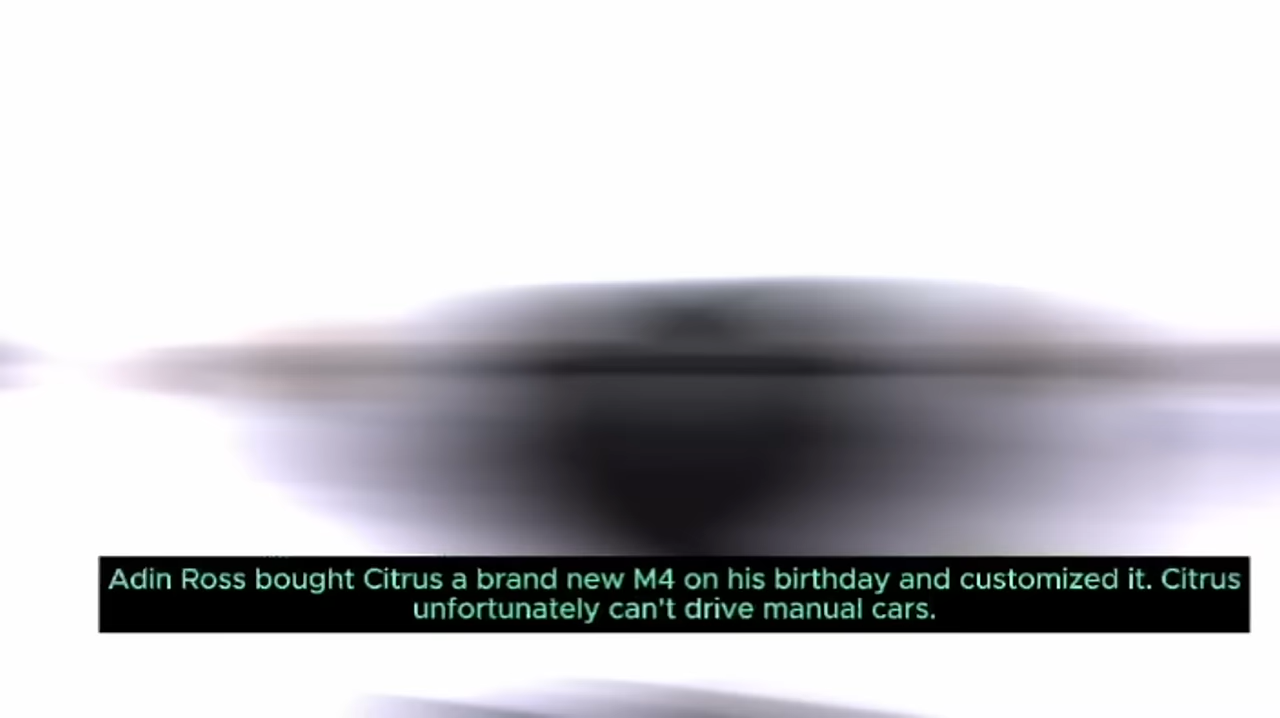 Adin Ross bought Citrus a brand new M4 on his birthday and customized it. Citrus
unfortunately can't drive manual cars.